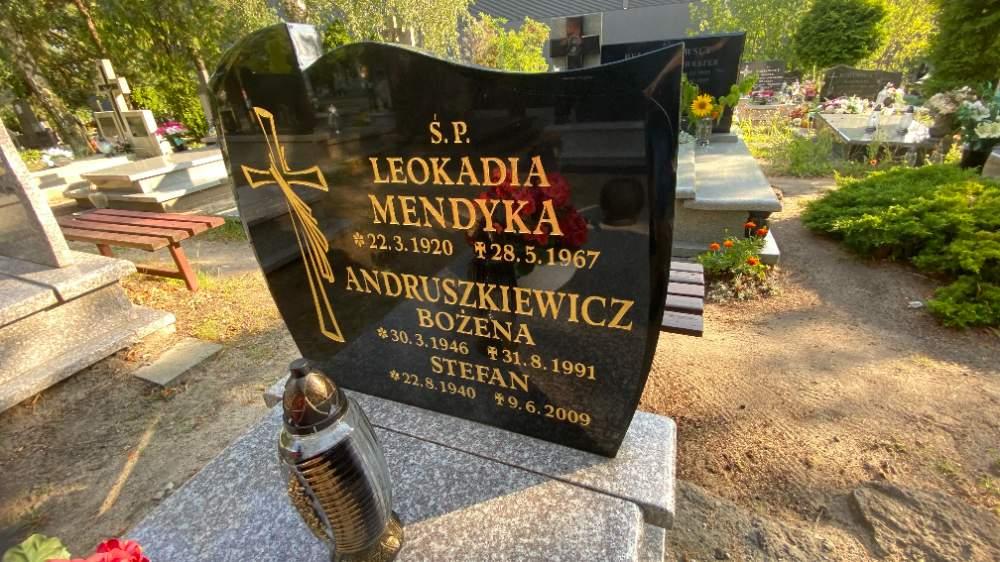 Ś.P.
LEOKADIA
MENDYKA
*22.3.1920 ✝28.5.1967
ANDRUSZKIEWICZ
BOŻENA
*30.3.1946 ✝31.8.1991
STEFAN
*22.8.1940 ✝9.6.2009